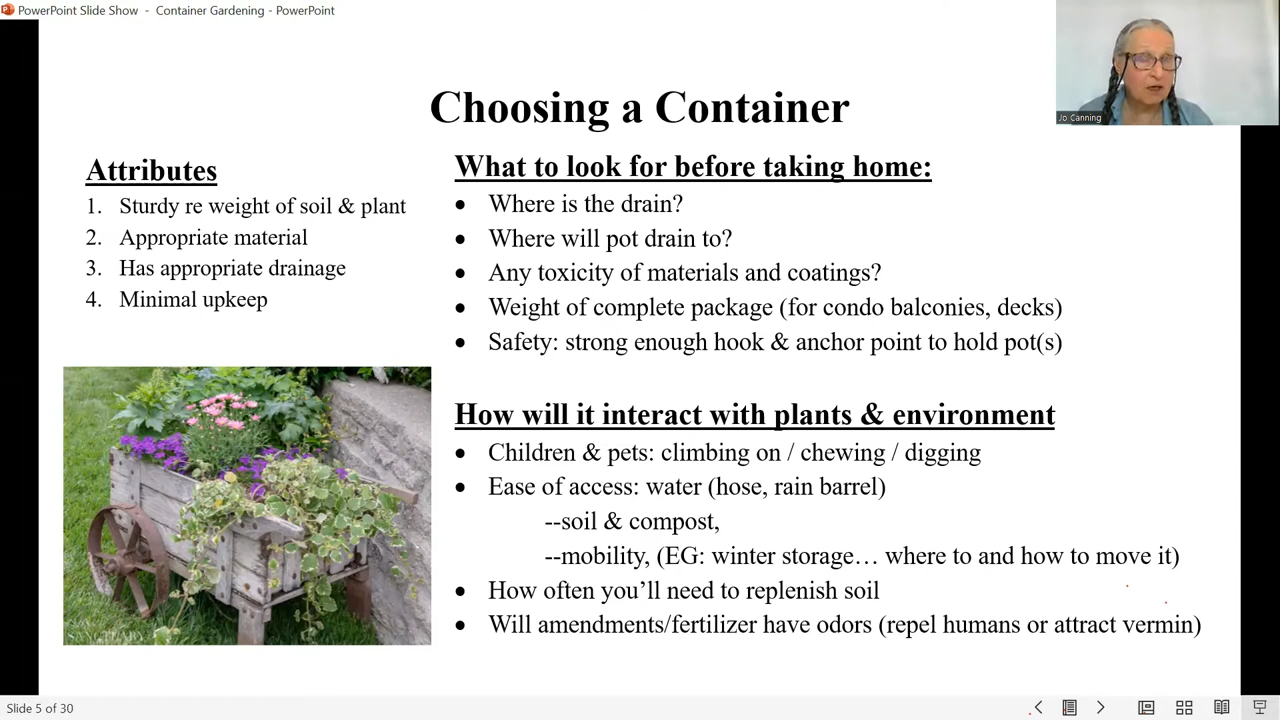 PowerPoint Slide Show - Container Gardening - PowerPoint
Jo Canning
Choosing a Container
Attributes
1. Sturdy re weight of soil & plant
2. Appropriate material
3. Has appropriate drainage
4. Minimal upkeep
What to look for before taking home:
• Where is the drain?
• Where will pot drain to?
• Any toxicity of materials and coatings?
• Weight of complete package (for condo balconies, decks)
• Safety: strong enough hook & anchor point to hold pot(s)
How will it interact with plants & environment
• Children & pets: climbing on / chewing / digging
• Ease of access: water (hose, rain barrel)
--soil & compost,
--mobility, (EG: winter storage… where to and how to move it)
• How often you’ll need to replenish soil
• Will amendments/fertilizer have odors (repel humans or attract vermin)
SANCTUARY
Slide 5 of 30